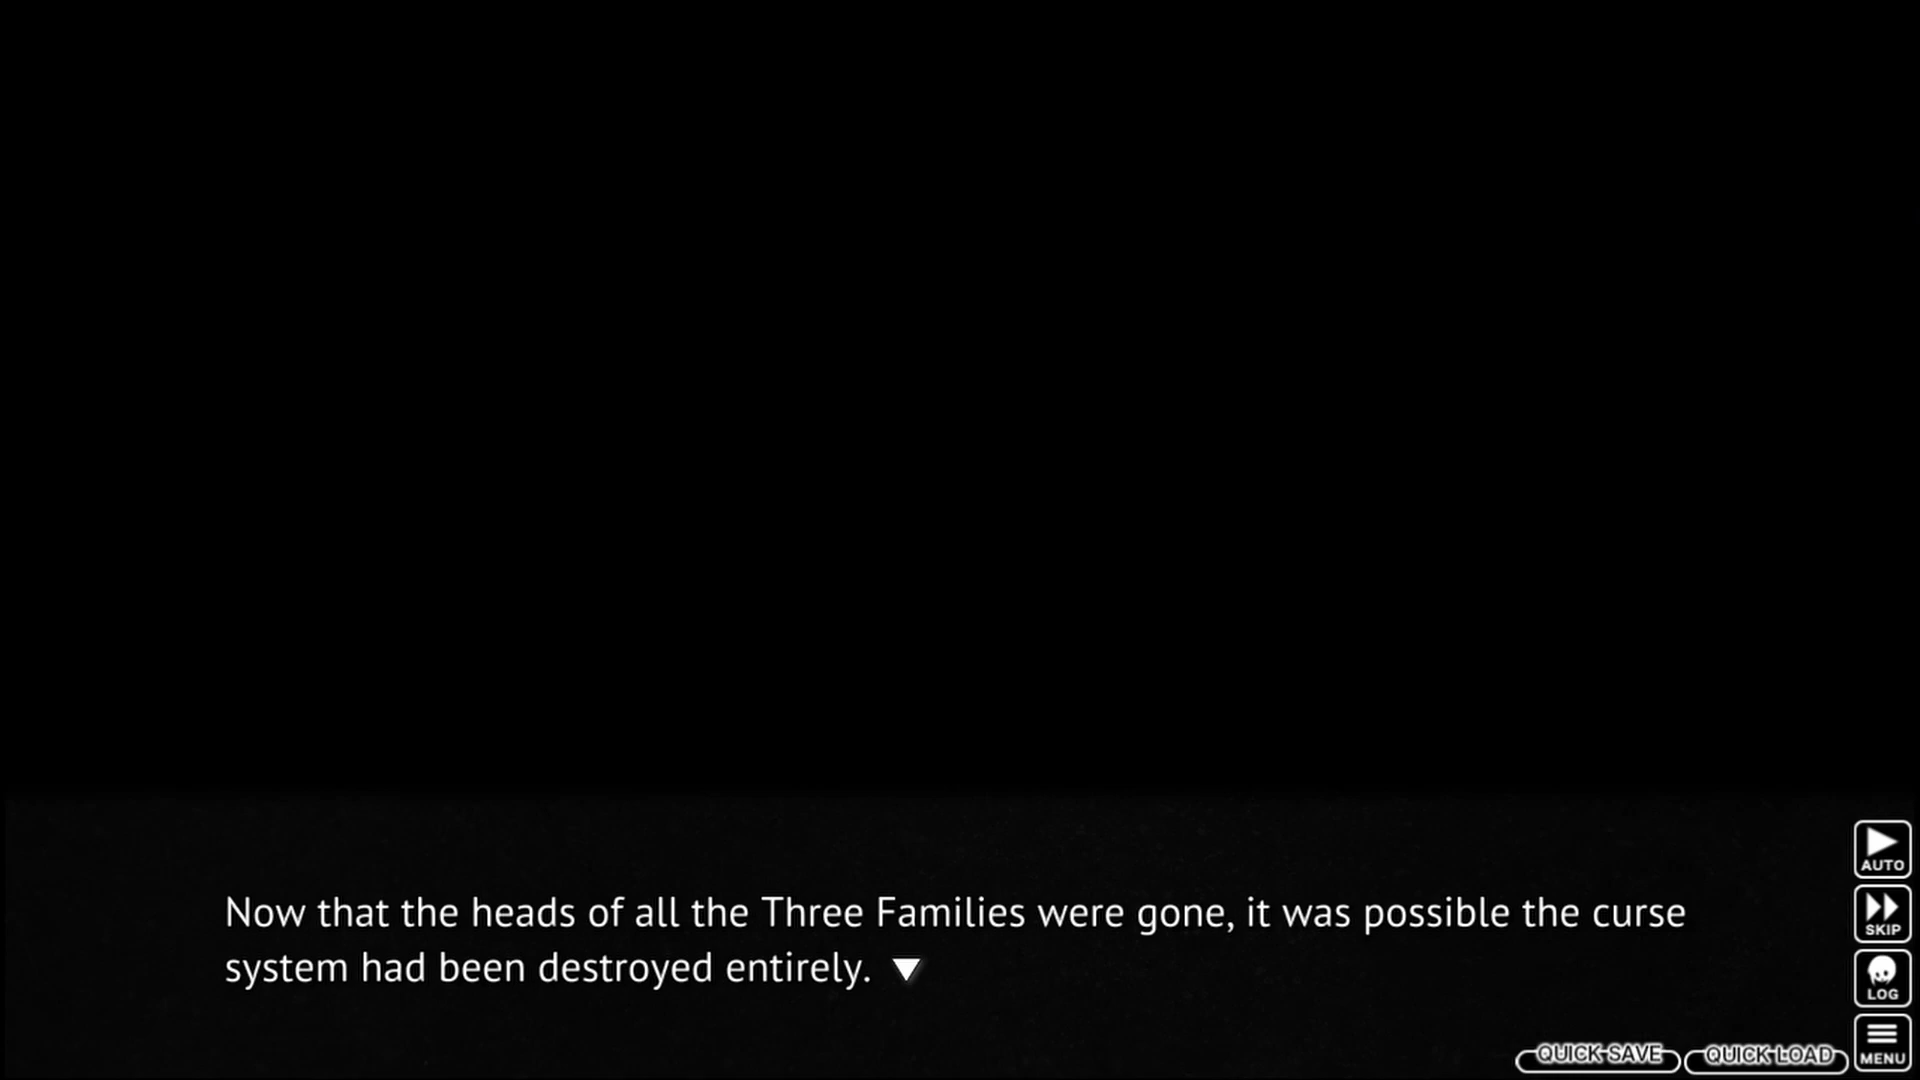 Now that the heads of all the Three Families were gone, it was possible the curse
system had been destroyed entirely.
AUTO
SKIP
LOG
MENU
QUICK SAVE
QUICK LOAD